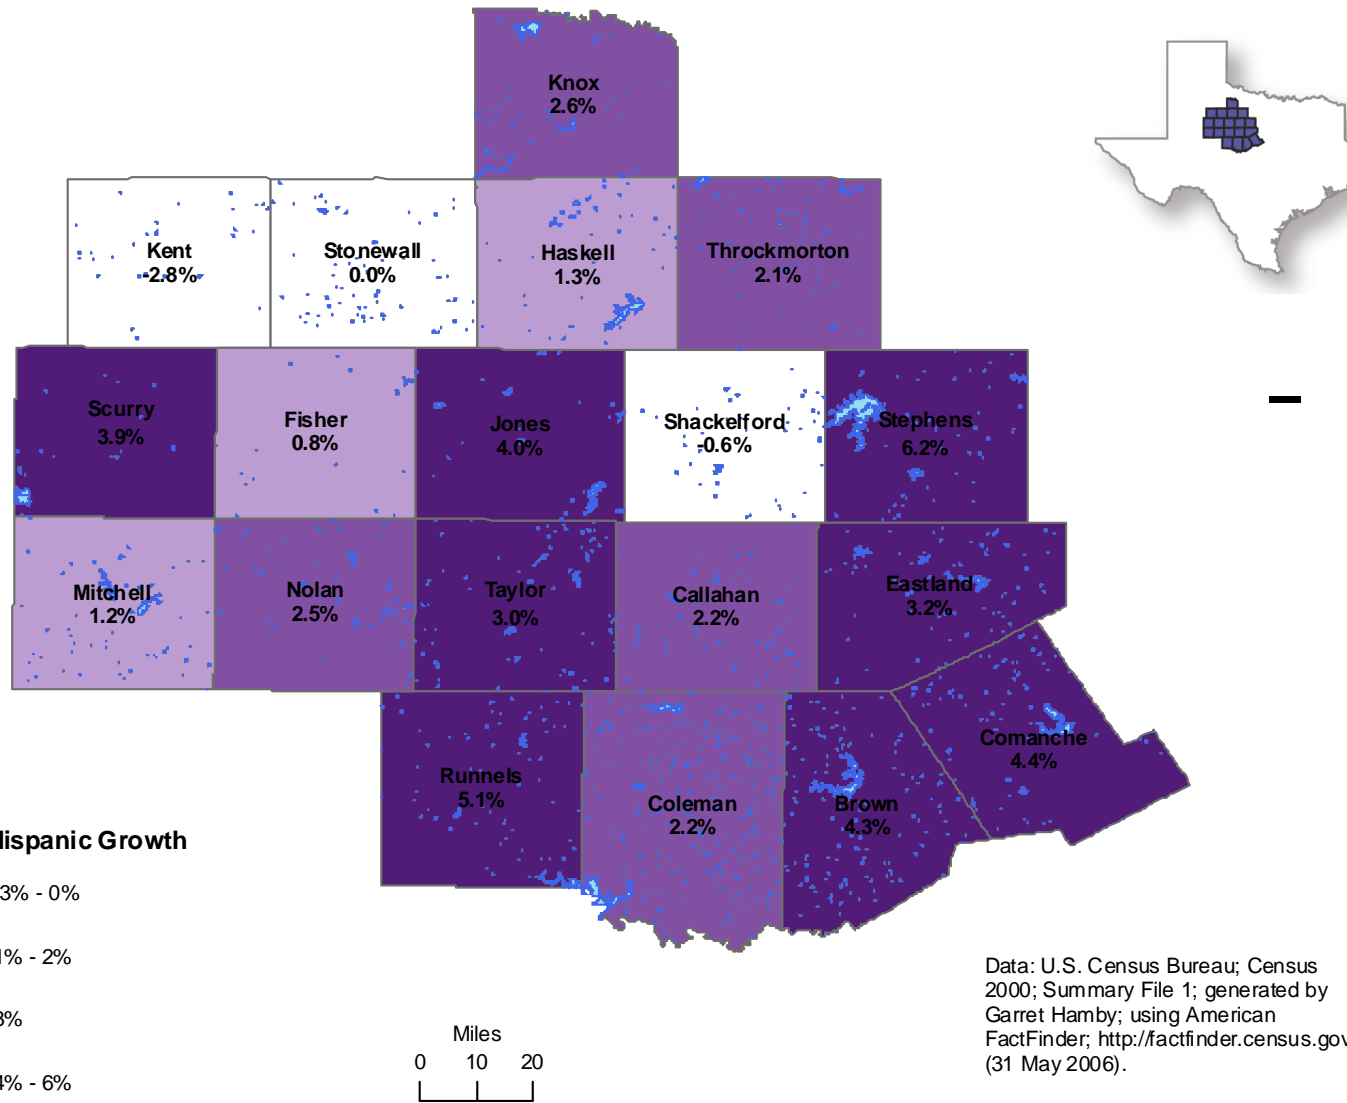 Knox
2.6%
Kent
-2.8%
Stonewall
0.0%
Haskell
1.3%
Throckmorton
2.1%
Scurry
3.9%
Fisher
0.8%
Jones
4.0%
Shackelford
-0.6%
Stephens
6.2%
Mitchell
1.2%
Nolan
2.5%
Taylor
3.0%
Callahan
2.2%
Eastland
3.2%
Runnels
5.1%
Coleman
2.2%
Brown
4.3%
Comanche
4.4%
Hispanic Growth
3% - 0%
1% - 2%
3%
4% - 6%
Miles
0 10 20
Data: U.S. Census Bureau; Census
2000; Summary File 1; generated by
Garret Hamby; using American
FactFinder; http://factfinder.census.gov
(31 May 2006).